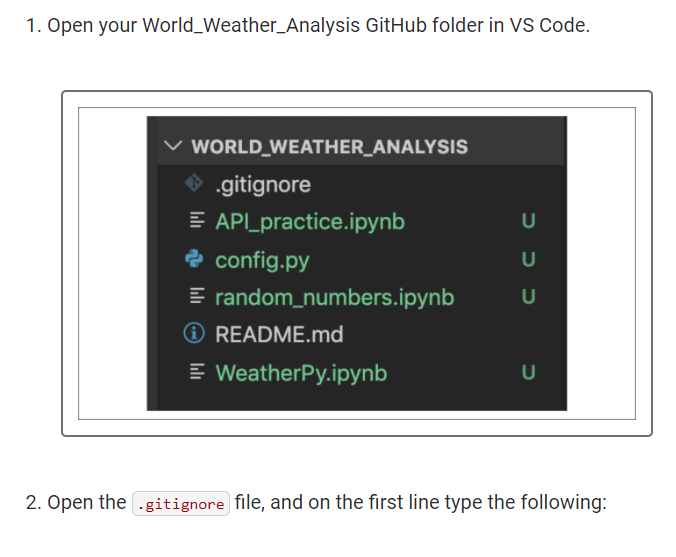 1. Open your World_Weather_Analysis GitHub folder in VS Code.
WORLD_WEATHER_ANALYSIS
.gitignore
API_practice.ipynb U
config.py U
random_numbers.ipynb U
README.md
WeatherPy.ipynb U
2. Open the .gitignore file, and on the first line type the following: